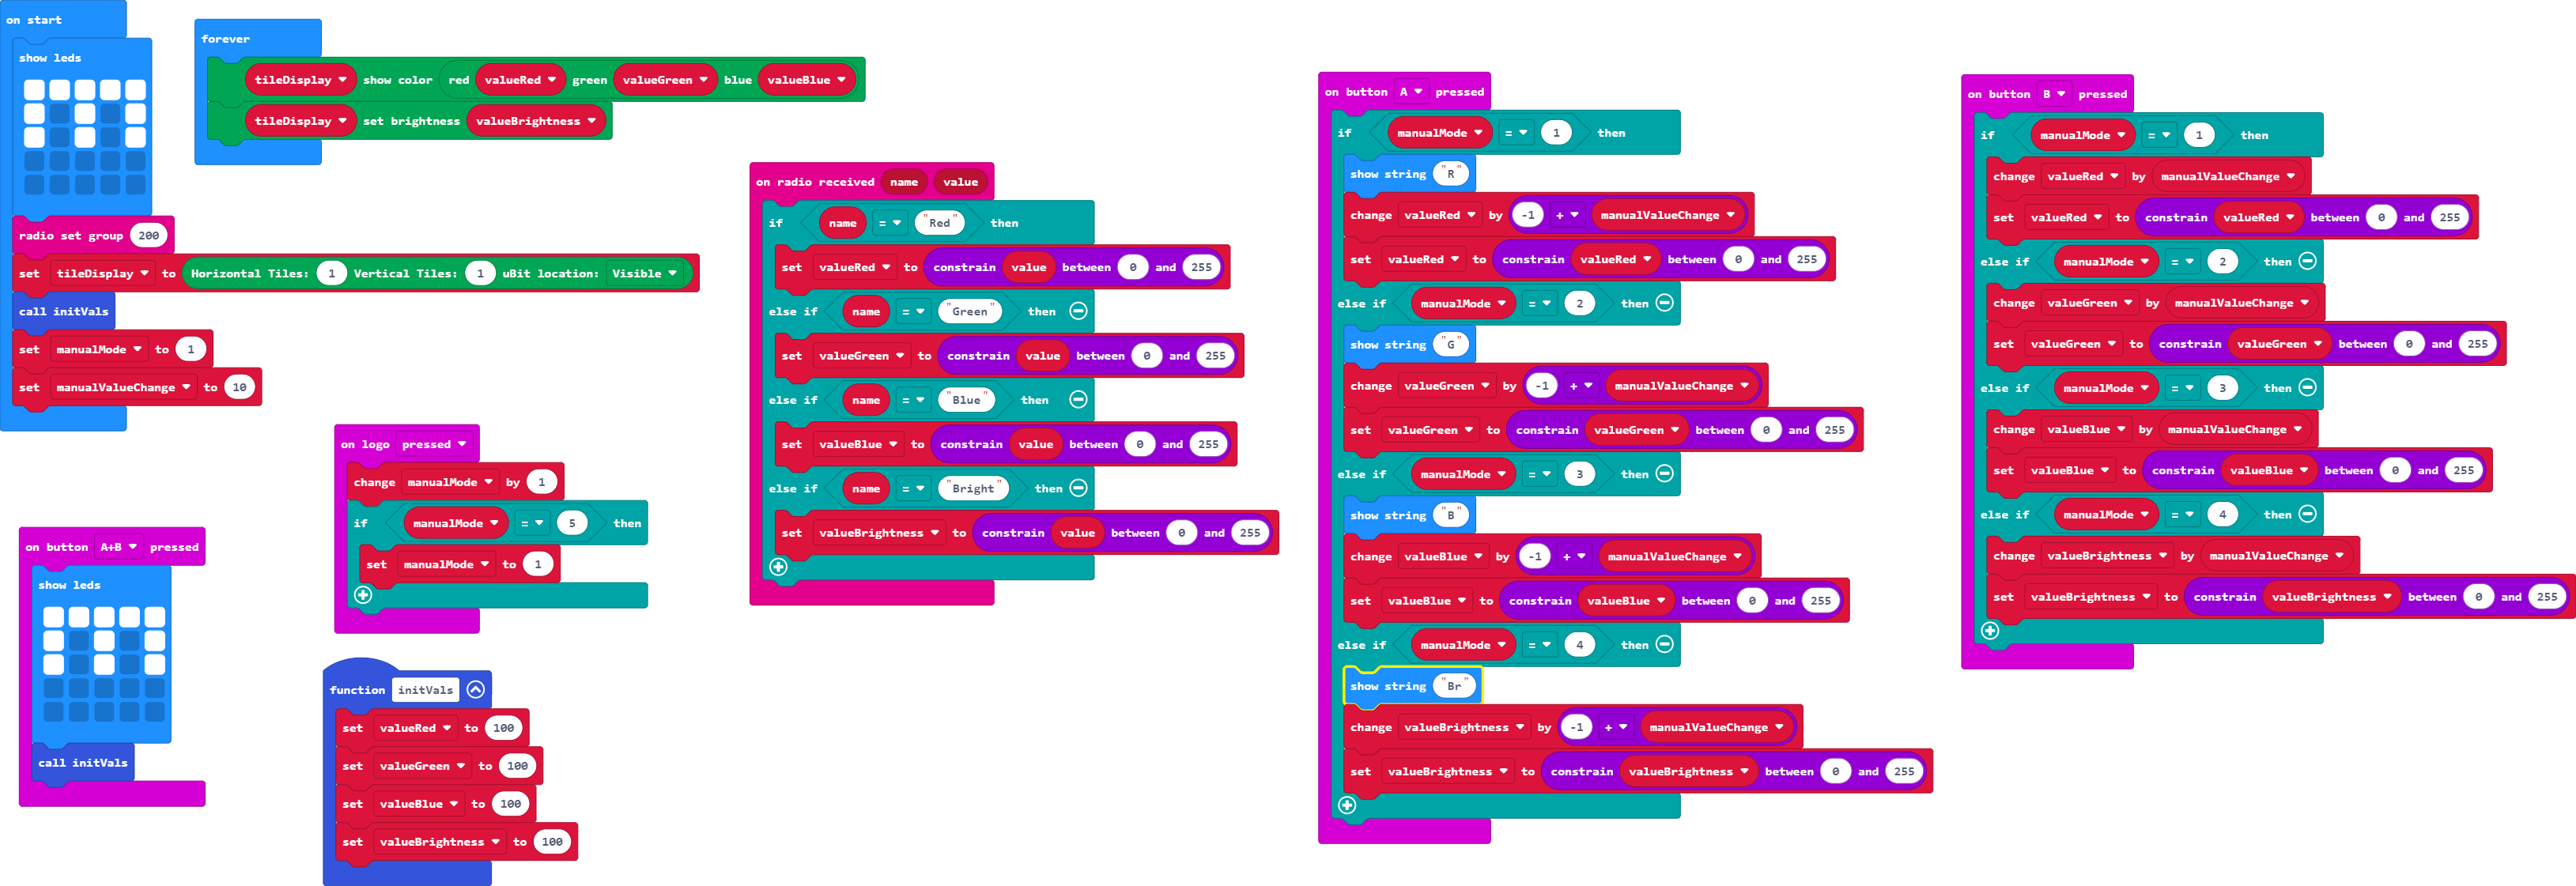 on start
show leds
radio set group 200
set tileDisplay to Horizontal Tiles: 1 Vertical Tiles: 1 uBit location: Visible
call initVals
set manualMode to 1
set manualValueChange to 10
forever
tileDisplay show color red valueRed green valueGreen blue valueBlue
tileDisplay set brightness valueBrightness
on logo pressed
change manualMode by 1
if manualMode = 5 then
set manualMode to 1
on button A+B pressed
show leds
call initVals
function initVals
set valueRed to 100
set valueGreen to 100
set valueBlue to 100
set valueBrightness to 100
on radio received name value
if name = "Red" then
set valueRed to constrain value between 0 and 255
else if name = "Green" then
set valueGreen to constrain value between 0 and 255
else if name = "Blue" then
set valueBlue to constrain value between 0 and 255
else if name = "Bright" then
set valueBrightness to constrain value between 0 and 255
on button A pressed
if manualMode = 1 then
show string "R"
change valueRed by -1 + manualValueChange
set valueRed to constrain valueRed between 0 and 255
else if manualMode = 2 then
show string "G"
change valueGreen by -1 + manualValueChange
set valueGreen to constrain valueGreen between 0 and 255
else if manualMode = 3 then
show string "B"
change valueBlue by -1 + manualValueChange
set valueBlue to constrain valueBlue between 0 and 255
else if manualMode = 4 then
show string "Br"
change valueBrightness by -1 + manualValueChange
set valueBrightness to constrain valueBrightness between 0 and 255
on button B pressed
if manualMode = 1 then
change valueRed by manualValueChange
set valueRed to constrain valueRed between 0 and 255
else if manualMode = 2 then
change valueGreen by manualValueChange
set valueGreen to constrain valueGreen between 0 and 255
else if manualMode = 3 then
change valueBlue by manualValueChange
set valueBlue to constrain valueBlue between 0 and 255
else if manualMode = 4 then
change valueBrightness by manualValueChange
set valueBrightness to constrain valueBrightness between 0 and 255